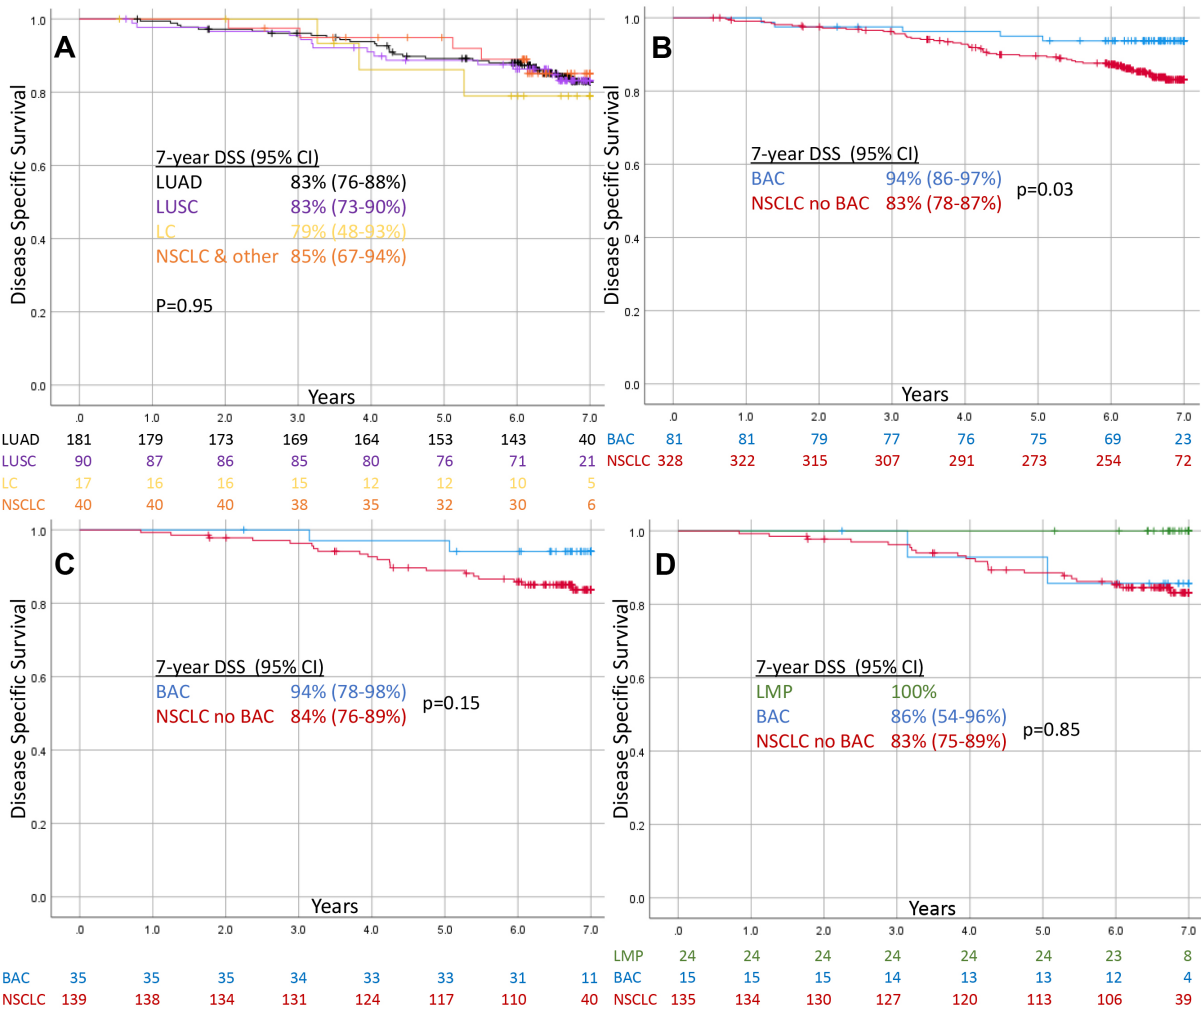 A
1.0
0.8
0.6
0.4
0.2
0.0
Disease Specific Survival
7-year DSS (95% CI)
LUAD 83% (76-88%)
LUSC 83% (73-90%)
LC 79% (48-93%)
NSCLC & other 85% (67-94%)
P=0.95
Years
.0 1.0 2.0 3.0 4.0 5.0 6.0 7.0
LUAD 181 179 173 169 164 153 143 40
LUSC 90 87 86 85 80 76 71 21
LC 17 16 16 15 12 12 10 5
NSCLC 40 40 40 38 35 32 30 6
B
1.0
0.8
0.6
0.4
0.2
0.0
Disease Specific Survival
7-year DSS (95% CI)
BAC 94% (86-97%)
NSCLC no BAC 83% (78-87%)
p=0.03
Years
.0 1.0 2.0 3.0 4.0 5.0 6.0 7.0
BAC 81 81 79 77 76 75 69 23
NSCLC 328 322 315 307 291 273 254 72
C
1.0
0.8
0.6
0.4
0.2
0.0
Disease Specific Survival
7-year DSS (95% CI)
BAC 94% (78-98%)
NSCLC no BAC 84% (76-89%)
p=0.15
Years
.0 1.0 2.0 3.0 4.0 5.0 6.0 7.0
BAC 35 35 35 34 33 33 31 11
NSCLC 139 138 134 131 124 117 110 40
D
1.0
0.8
0.6
0.4
0.2
0.0
Disease Specific Survival
7-year DSS (95% CI)
LMP 100%
BAC 86% (54-96%)
NSCLC no BAC 83% (75-89%)
p=0.85
Years
.0 1.0 2.0 3.0 4.0 5.0 6.0 7.0
LMP 24 24 24 24 24 24 23 8
BAC 15 15 15 14 13 13 12 4
NSCLC 135 134 130 127 120 113 106 39